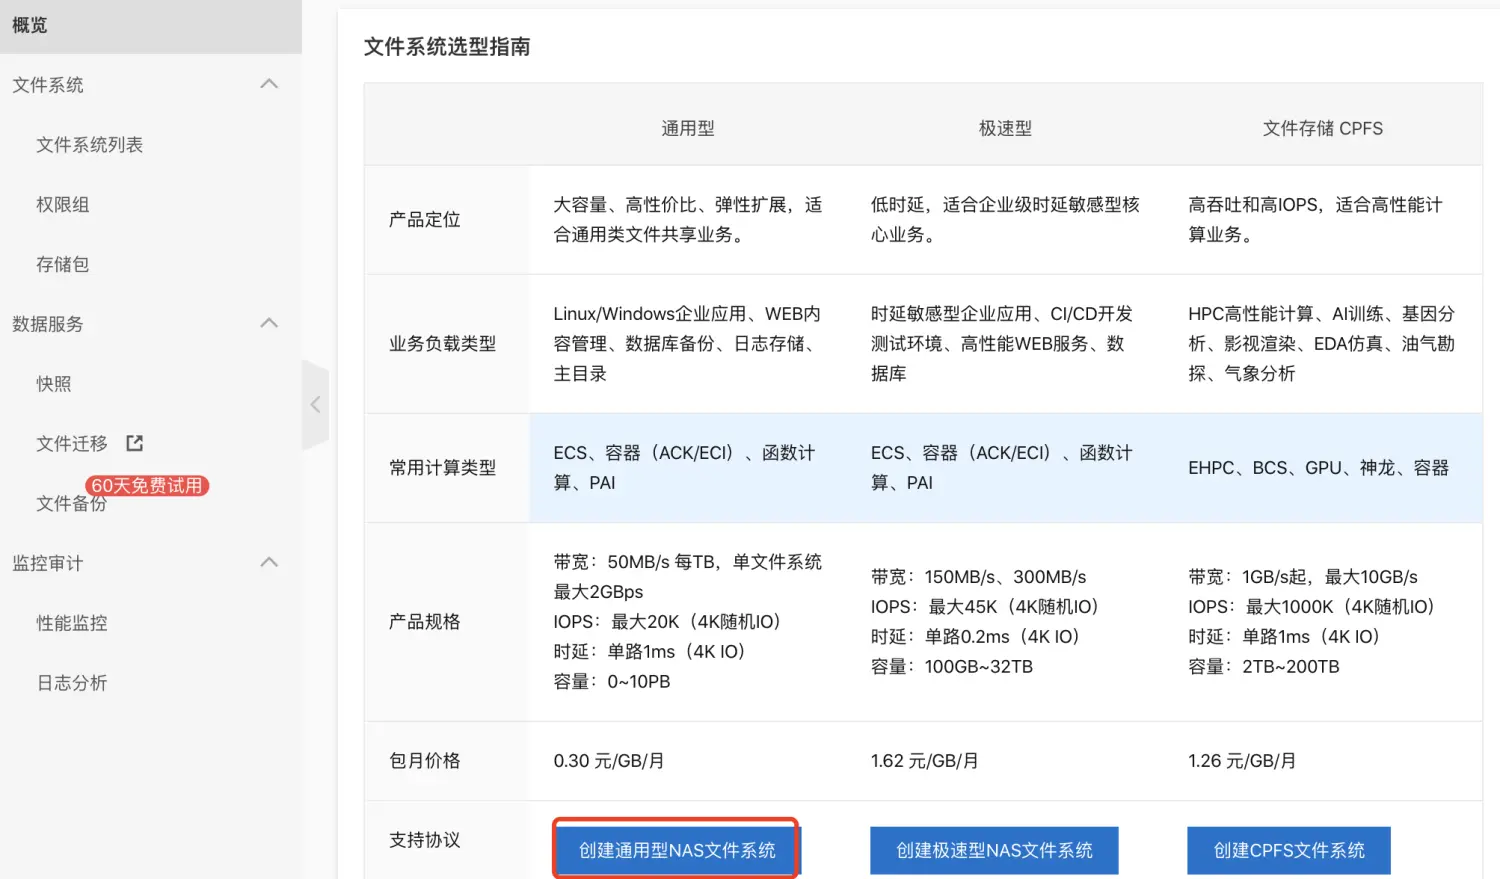 概览
文件系统
文件系统列表
权限组
存储包
数据服务
快照
文件迁移
60天免费试用
文件备份
监控审计
性能监控
日志分析
文件系统选型指南
通用型
极速型
文件存储 CPFS
产品定位
大容量、高性价比、弹性扩展，适
合通用类文件共享业务。
低时延，适合企业级时延敏感型核
心业务。
高吞吐和高IOPS，适合高性能计
算业务。
业务负载类型
Linux/Windows企业应用、WEB内
容管理、数据库备份、日志存储、
主目录
时延敏感型企业应用、CI/CD开发
测试环境、高性能WEB服务、数
据库
HPC高性能计算、AI训练、基因分
析、影视渲染、EDA仿真、油气勘
探、气象分析
常用计算类型
ECS、容器（ACK/ECI）、函数计
算、PAI
ECS、容器（ACK/ECI）、函数计
算、PAI
EHPC、BCS、GPU、神龙、容器
产品规格
带宽：50MB/s 每TB，单文件系统
最大2GBps
IOPS：最大20K（4K随机IO）
时延：单路1ms（4K IO）
容量：0~10PB
带宽：150MB/s、300MB/s
IOPS：最大45K（4K随机IO）
时延：单路0.2ms（4K IO）
容量：100GB~32TB
带宽：1GB/s起，最大10GB/s
IOPS：最大1000K（4K随机IO）
时延：单路1ms（4K IO）
容量：2TB~200TB
包月价格
0.30 元/GB/月
1.62 元/GB/月
1.26 元/GB/月
支持协议
创建通用型NAS文件系统
创建极速型NAS文件系统
创建CPFS文件系统